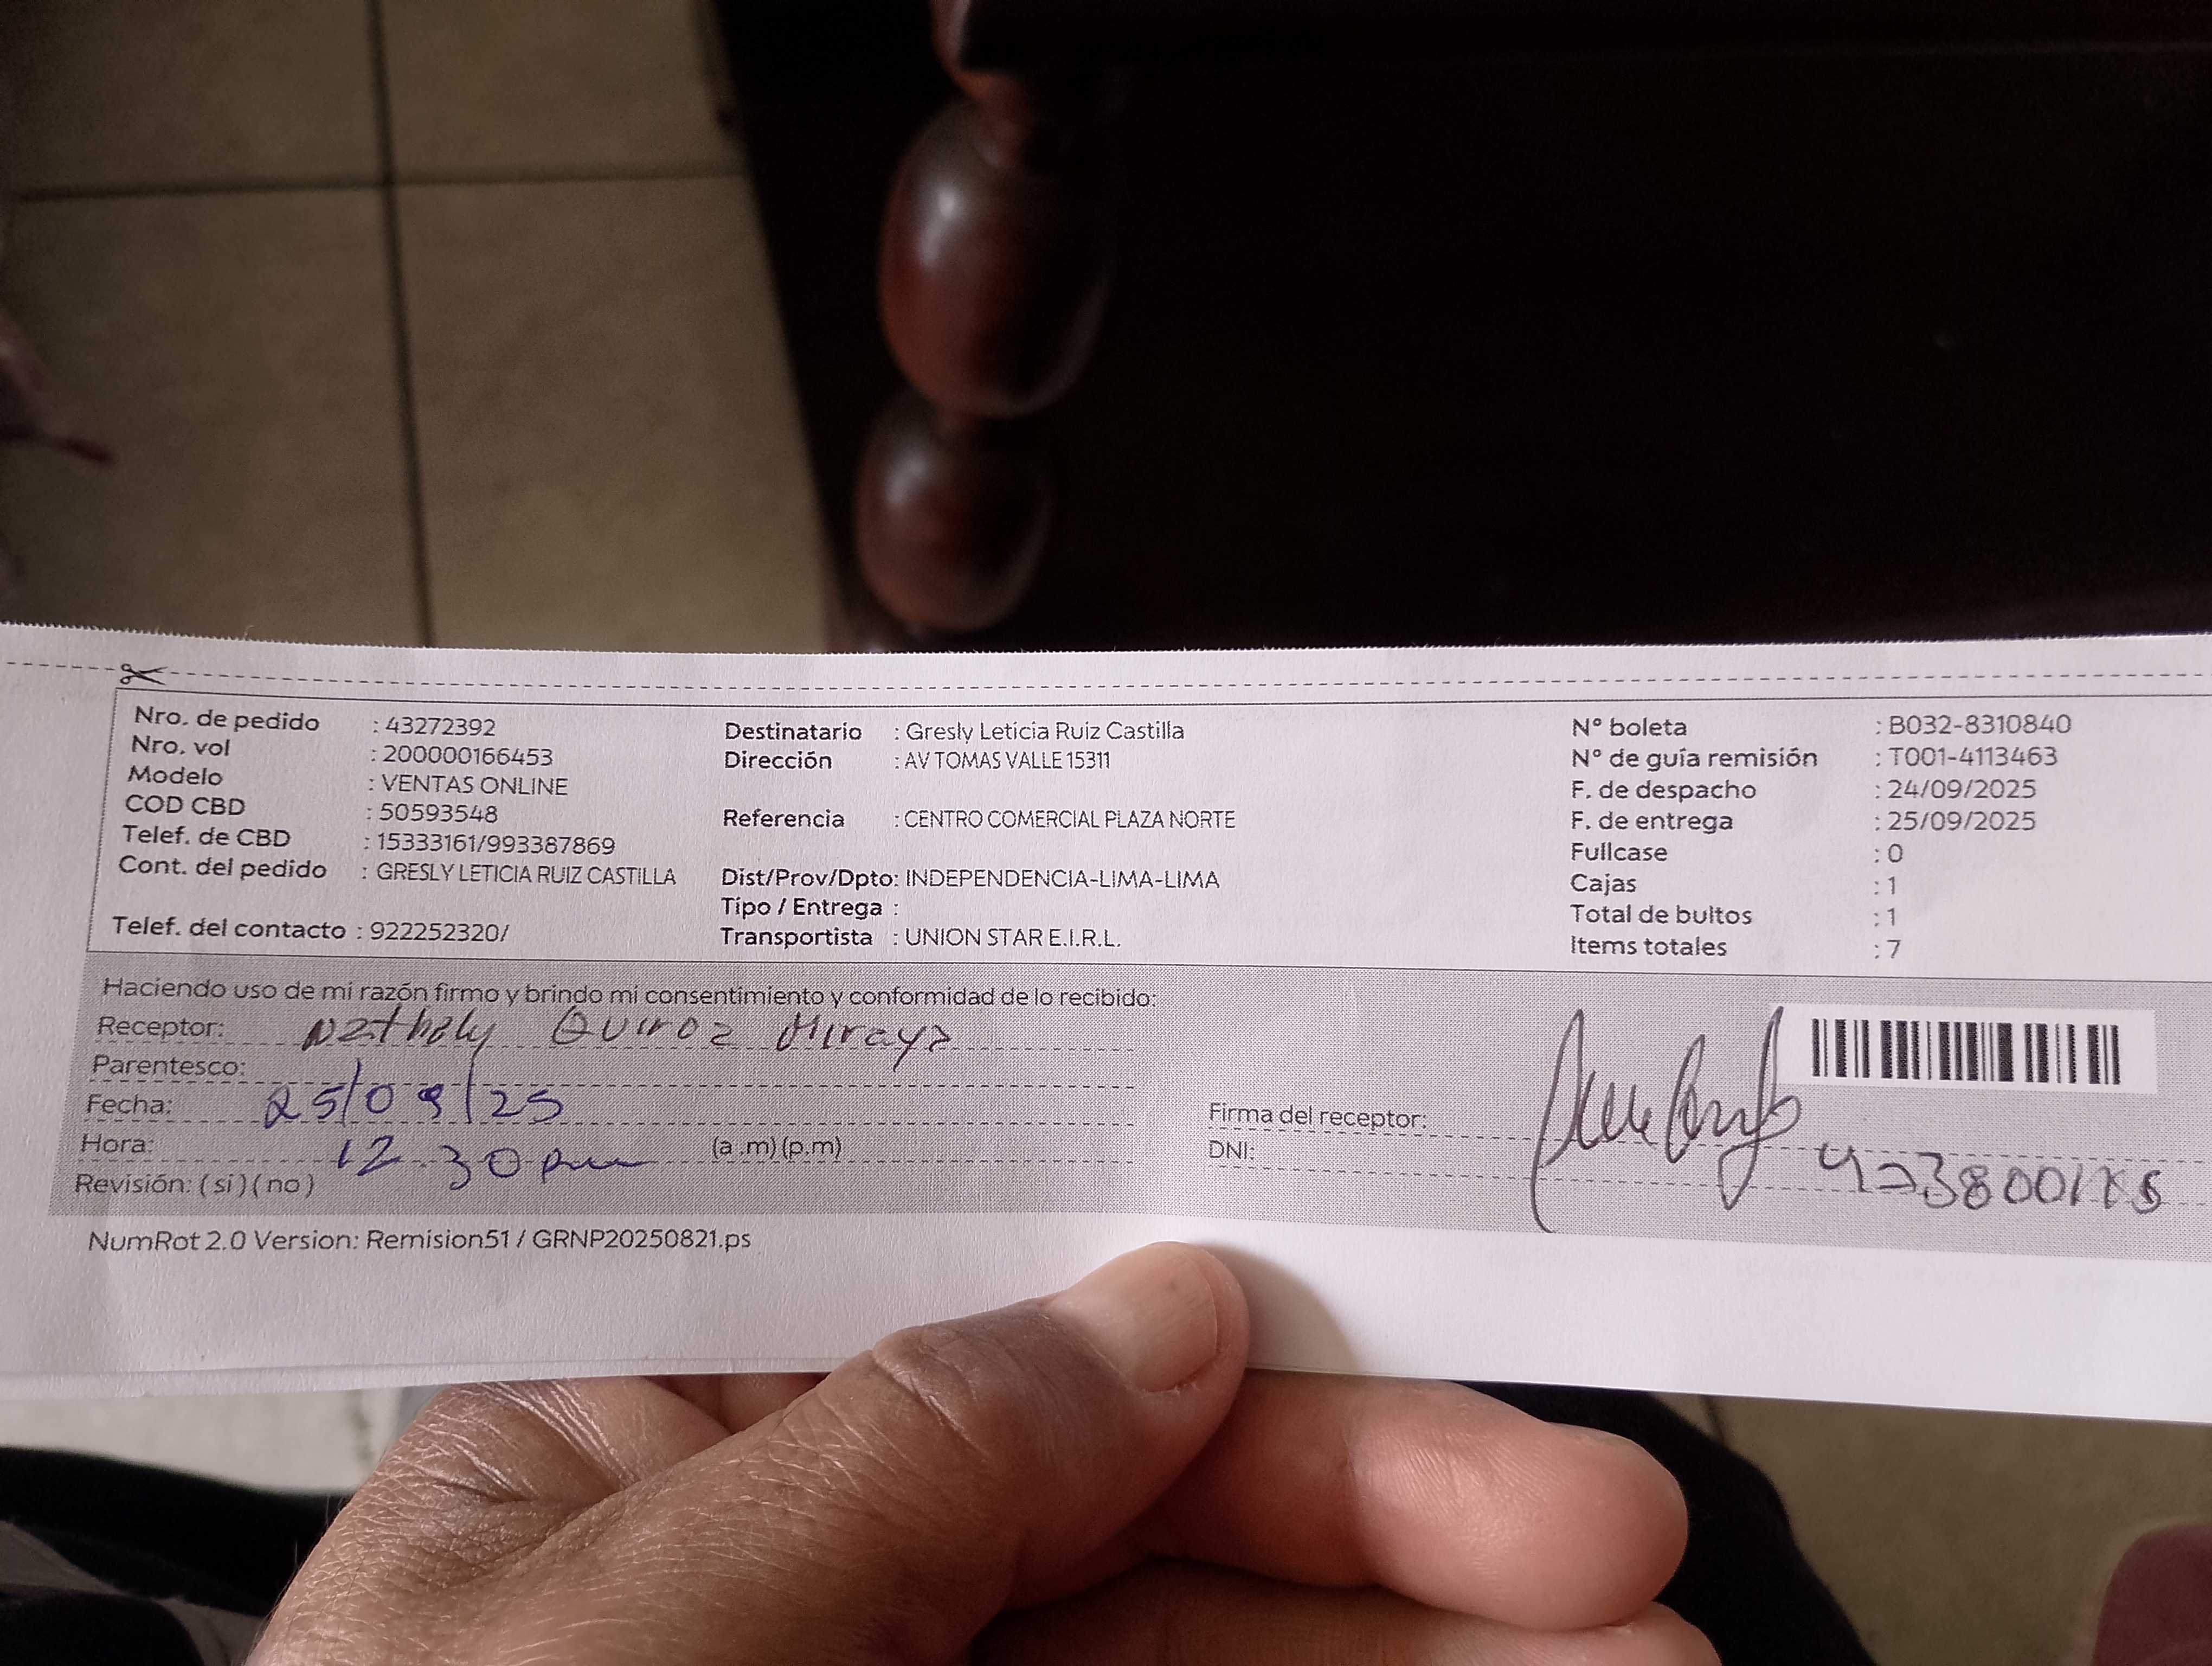 Nro. de pedido : 43272392
Nro. vol : 200000166453
Modelo : VENTAS ONLINE
COD CBD : 50593548
Telef. de CBD : 15333161/993387869
Cont. del pedido : GRESLY LETICIA RUIZ CASTILLA
Telef. del contacto : 922252320/
Destinatario : Gresly Leticia Ruiz Castilla
Dirección : AV TOMAS VALLE 15311
Referencia : CENTRO COMERCIAL PLAZA NORTE
Dist/Prov/Dpto: INDEPENDENCIA-LIMA-LIMA
Tipo / Entrega :
Transportista : UNION STAR E.I.R.L.
N° boleta : B032-8310840
N° de guía remisión : T001-4113463
F. de despacho : 24/09/2025
F. de entrega : 25/09/2025
Fullcase : 0
Cajas : 1
Total de bultos : 1
Items totales : 7
Haciendo uso de mi razón firmo y brindo mi consentimiento y conformidad de lo recibido:
Receptor: Nathaly Quiroz
Parentesco:
Fecha: 25/09/25
Hora: 12.30 pm (a .m) (p.m)
Revisión: ( si ) ( no )
Firma del receptor:
DNI:
NumRot 2.0 Version: Remision51 / GRNP20250821.ps